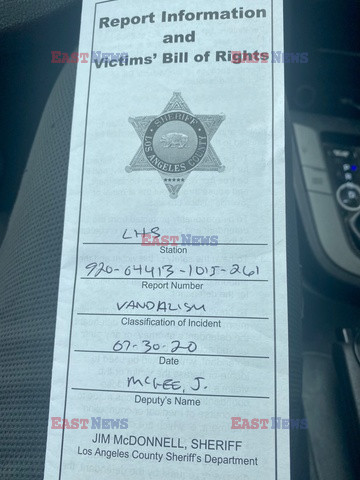 Report Information
and
Victims' Bill of Rights
EAST NEWS EAST NEWS
SHERIFF
LOS ANGELES COUNTY
LHS
EAST NEWS
Station
920-04413-1015-261
Report Number
VANDALISM
Classification of Incident
07-30-20
Date
McGEE, J.
Deputy's Name
EAST NEWS EAST NEWS
JIM McDONNELL, SHERIFF
Los Angeles County Sheriff's Department